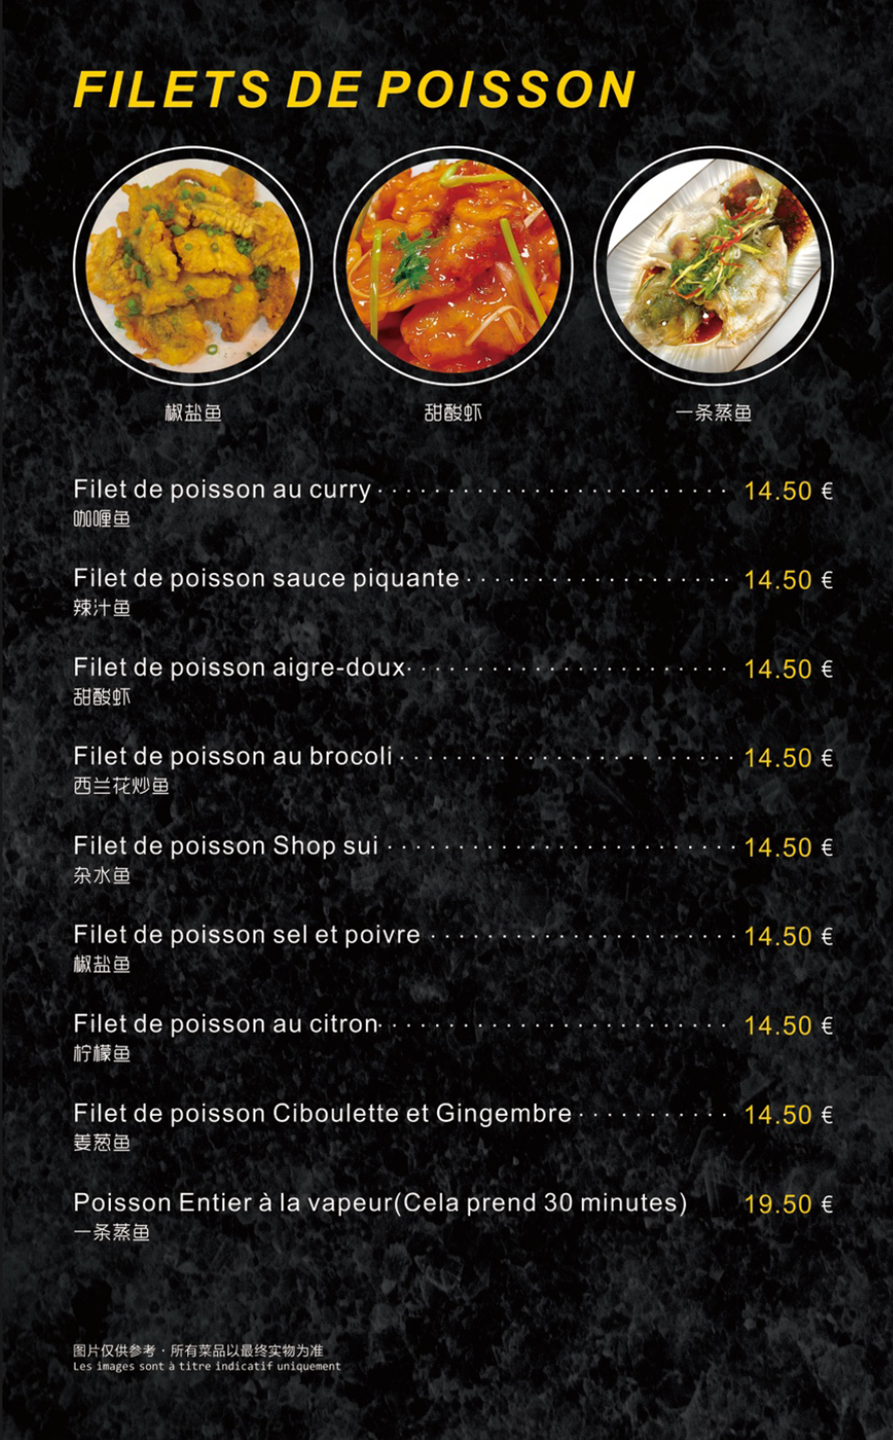 FILETS DE POISSON
椒盐鱼
甜酸虾
一条蒸鱼
Filet de poisson au curry 14.50 €
咖喱鱼
Filet de poisson sauce piquante 14.50 €
辣汁鱼
Filet de poisson aigre-doux 14.50 €
甜酸虾
Filet de poisson au brocoli 14.50 €
西兰花炒鱼
Filet de poisson Shop sui 14.50 €
杂水鱼
Filet de poisson sel et poivre 14.50 €
椒盐鱼
Filet de poisson au citron 14.50 €
柠檬鱼
Filet de poisson Ciboulette et Gingembre 14.50 €
姜葱鱼
Poisson Entier à la vapeur(Cela prend 30 minutes) 19.50 €
一条蒸鱼
图片仅供参考·所有菜品以最终实物为准
Les images sont à titre indicatif uniquement